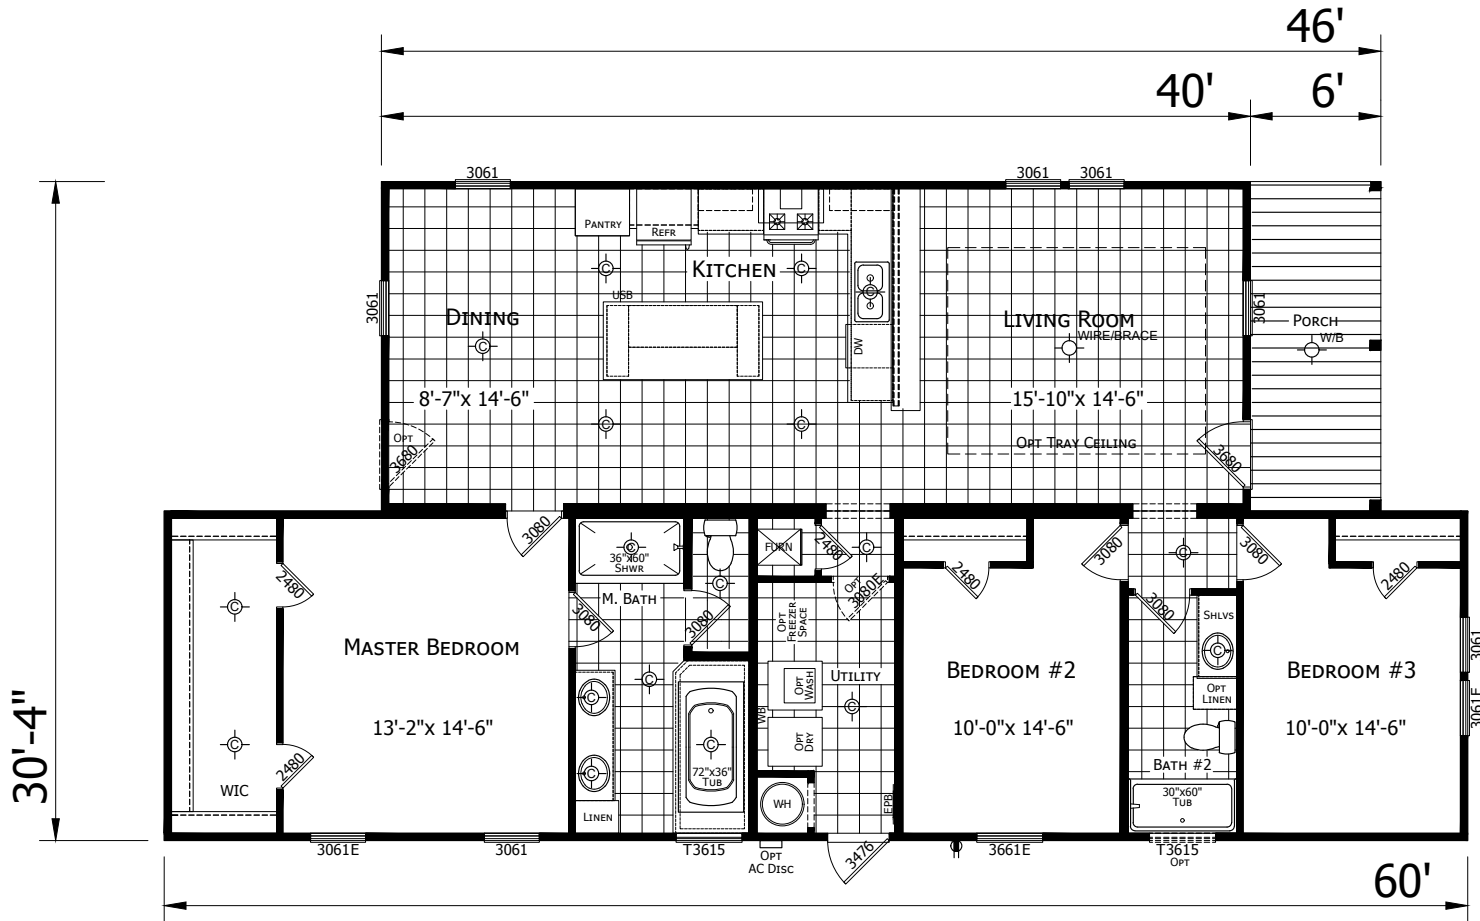 46'
40'
6'
3061
3061
3061
PANTRY
REFR
KITCHEN
USB
3061
DINING
8'-7"x 14'-6"
DW
LIVING ROOM
WIRE/BRACE
15'-10"x 14'-6"
OPT TRAY CEILING
3061
PORCH
W/B
OPT
3680
3680
C
C
C
C
C
C
30'-4"
3080
36"x60"
SHWR
C
C
FURN
2480
C
OPT
3080E
3080
C
3080
2480
2480
2480
C
M. BATH
3080
3080
OPT
FREEZER
SPACE
3080
SHLVS
C
MASTER BEDROOM
13'-2"x 14'-6"
C
C
OPT
WASH
UTILITY
C
WB
OPT
DRY
BEDROOM #2
10'-0"x 14'-6"
OPT
LINEN
BEDROOM #3
10'-0"x 14'-6"
3061
3061E
C
2480
WIC
C
C
72"x36"
TUB
LINEN
WH
EPB
BATH #2
30"x60"
TUB
3061E
3061
T3615
OPT
AC DISC
3476
3661E
T3615
OPT
60'